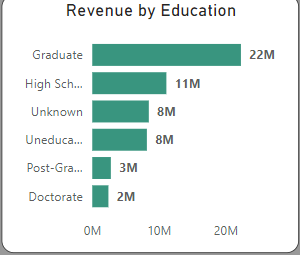 Revenue by Education
Graduate 22M
High Sch... 11M
Unknown 8M
Uneduca... 8M
Post-Gra... 3M
Doctorate 2M
0M 10M 20M